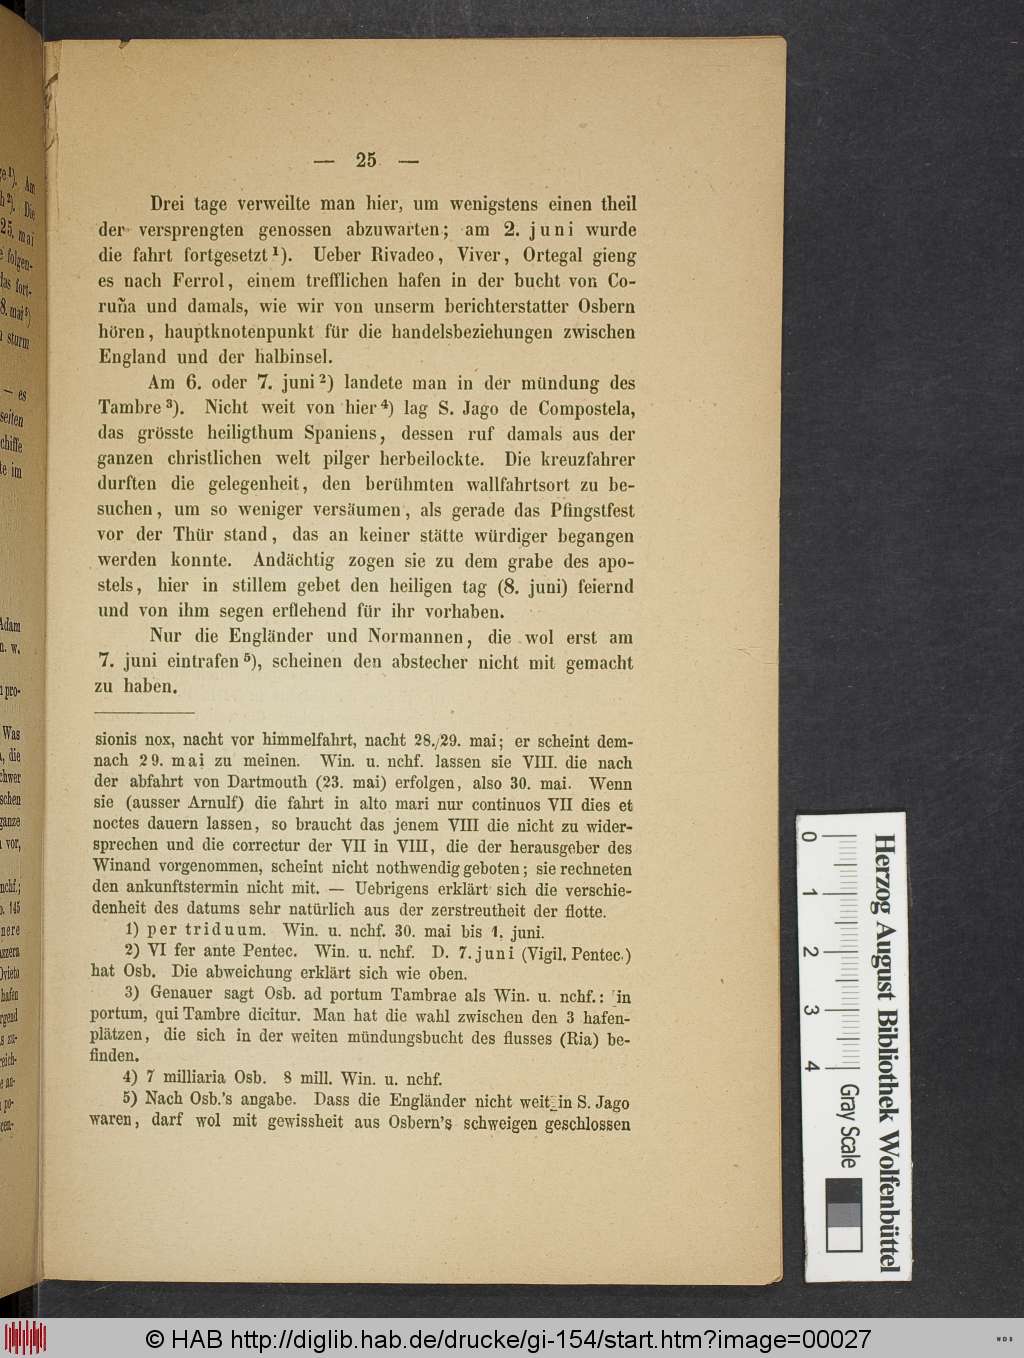 — 25 —
Drei tage verweilte man hier, um wenigstens einen theil
der versprengten genossen abzuwarten; am 2. juni wurde
die fahrt fortgesetzt ¹). Ueber Rivadeo, Viver, Ortegal gieng
es nach Ferrol, einem trefflichen hafen in der bucht von Co-
ruña und damals, wie wir von unserm berichterstatter Osbern
hören, hauptknotenpunkt für die handelsbeziehungen zwischen
England und der halbinsel.
Am 6. oder 7. juni ²) landete man in der mündung des
Tambre ³). Nicht weit von hier ⁴) lag S. Jago de Compostela,
das grösste heiligthum Spaniens, dessen ruf damals aus der
ganzen christlichen welt pilger herbeilockte. Die kreuzfahrer
durften die gelegenheit, den berühmten wallfahrtsort zu be-
suchen, um so weniger versäumen, als gerade das Pfingstfest
vor der Thür stand, das an keiner stätte würdiger begangen
werden konnte. Andächtig zogen sie zu dem grabe des apo-
stels, hier in stillem gebet den heiligen tag (8. juni) feiernd
und von ihm segen erflehend für ihr vorhaben.
Nur die Engländer und Normannen, die wol erst am
7. juni eintrafen ⁵), scheinen den abstecher nicht mit gemacht
zu haben.
sionis nox, nacht vor himmelfahrt, nacht 28./29. mai; er scheint dem-
nach 29. mai zu meinen. Win. u. nchf. lassen sie VIII. die nach
der abfahrt von Dartmouth (23. mai) erfolgen, also 30. mai. Wenn
sie (ausser Arnulf) die fahrt in alto mari nur continuos VII dies et
noctes dauern lassen, so braucht das jenem VIII die nicht zu wider-
sprechen und die correctur der VII in VIII, die der herausgeber des
Winand vorgenommen, scheint nicht nothwendig geboten; sie rechneten
den ankunftstermin nicht mit. — Uebrigens erklärt sich die verschie-
denheit des datums sehr natürlich aus der zerstreutheit der flotte.
1) per triduum. Win. u. nchf. 30. mai bis 1. juni.
2) VI fer ante Pentec. Win. u. nchf. D. 7. juni (Vigil. Pentec.)
hat Osb. Die abweichung erklärt sich wie oben.
3) Genauer sagt Osb. ad portum Tambrae als Win. u. nchf.: in
portum, qui Tambre dicitur. Man hat die wahl zwischen den 3 hafen-
plätzen, die sich in der weiten mündungsbucht des flusses (Ria) be-
finden.
4) 7 milliaria Osb. 8 mill. Win. u. nchf.
5) Nach Osb.'s angabe. Dass die Engländer nicht weit in S. Jago
waren, darf wol mit gewissheit aus Osbern's schweigen geschlossen
0 1 2 3 4
Gray Scale
Herzog August Bibliothek Wolfenbüttel
© HAB http://diglib.hab.de/drucke/gi-154/start.htm?image=00027
WDB